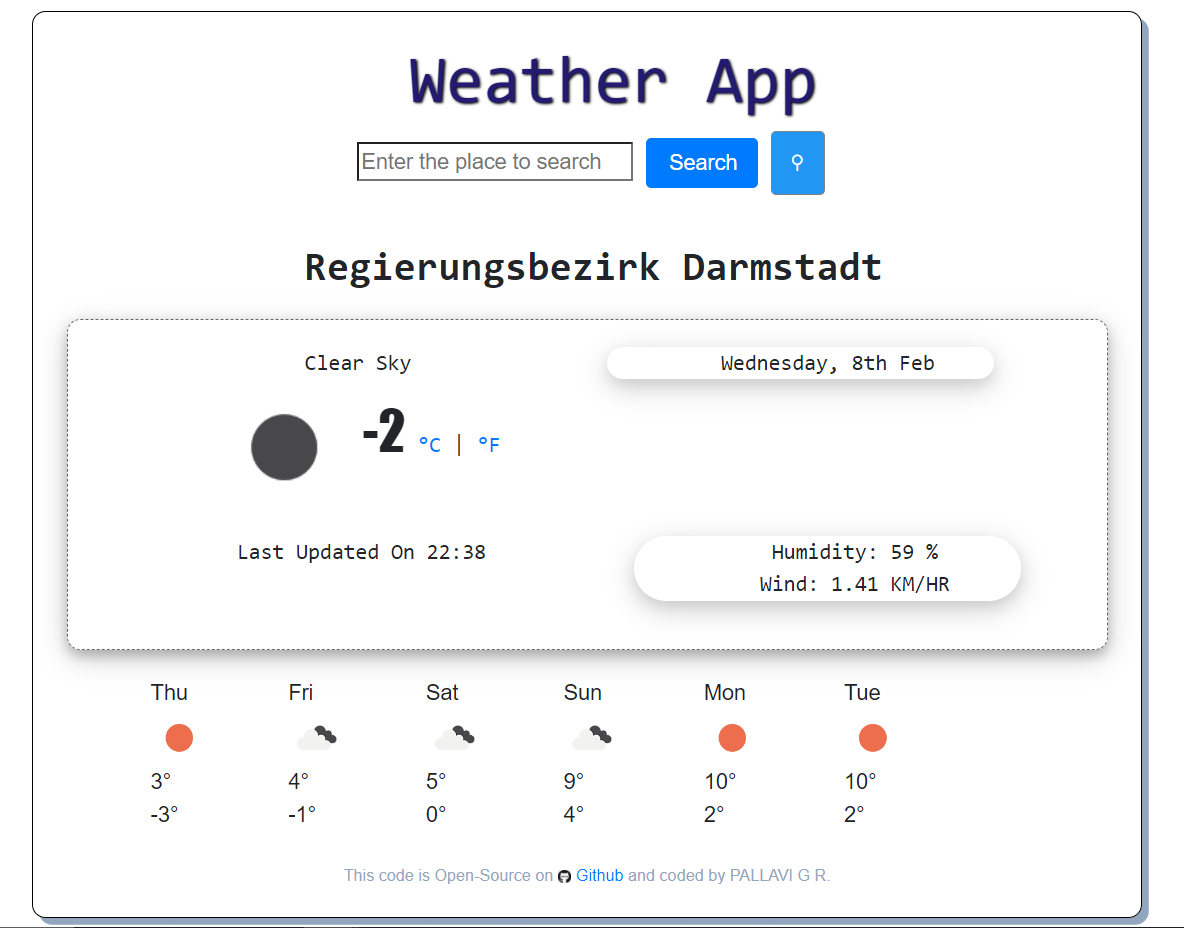 Weather App
Enter the place to search Search
Regierungsbezirk Darmstadt
Clear Sky Wednesday, 8th Feb
-2 °C | °F
Last Updated On 22:38 Humidity: 59 %
Wind: 1.41 KM/HR
Thu Fri Sat Sun Mon Tue
3° 4° 5° 9° 10° 10°
-3° -1° 0° 4° 2° 2°
This code is Open-Source on Github and coded by PALLAVI G R.